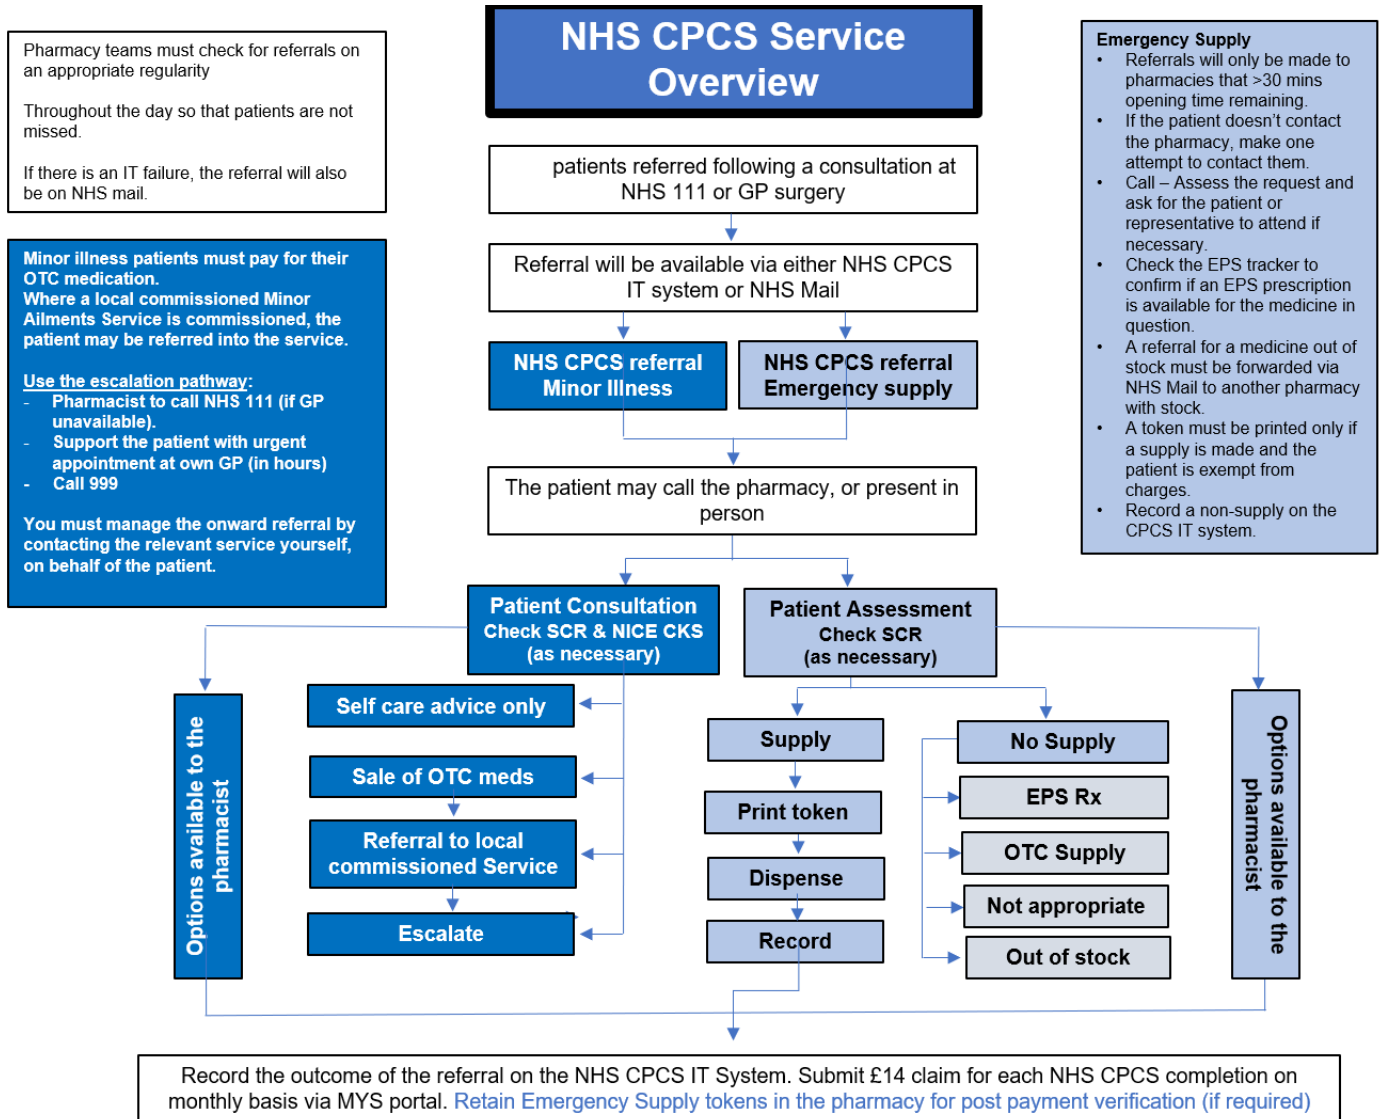 NHS CPCS Service
Overview
Pharmacy teams must check for referrals on
an appropriate regularity
Throughout the day so that patients are not
missed.
If there is an IT failure, the referral will also
be on NHS mail.
Minor illness patients must pay for their
OTC medication.
Where a local commissioned Minor
Ailments Service is commissioned, the
patient may be referred into the service.
Use the escalation pathway:
- Pharmacist to call NHS 111 (if GP
unavailable).
- Support the patient with urgent
appointment at own GP (in hours)
- Call 999
You must manage the onward referral by
contacting the relevant service yourself,
on behalf of the patient.
patients referred following a consultation at
NHS 111 or GP surgery
Referral will be available via either NHS CPCS
IT system or NHS Mail
NHS CPCS referral
Minor Illness
NHS CPCS referral
Emergency supply
The patient may call the pharmacy, or present in
person
Emergency Supply
• Referrals will only be made to
pharmacies that >30 mins
opening time remaining.
• If the patient doesn't contact
the pharmacy, make one
attempt to contact them.
• Call – Assess the request and
ask for the patient or
representative to attend if
necessary.
• Check the EPS tracker to
confirm if an EPS prescription
is available for the medicine in
question.
• A referral for a medicine out of
stock must be forwarded via
NHS Mail to another pharmacy
with stock.
• A token must be printed only if
a supply is made and the
patient is exempt from
charges.
• Record a non-supply on the
CPCS IT system.
Patient Consultation
Check SCR & NICE CKS
(as necessary)
Patient Assessment
Check SCR
(as necessary)
Options available to the
pharmacist
Self care advice only
Sale of OTC meds
Referral to local
commissioned Service
Escalate
Supply
Print token
Dispense
Record
No Supply
EPS Rx
OTC Supply
Not appropriate
Out of stock
Options available to the
pharmacist
Record the outcome of the referral on the NHS CPCS IT System. Submit £14 claim for each NHS CPCS completion on
monthly basis via MYS portal. Retain Emergency Supply tokens in the pharmacy for post payment verification (if required)